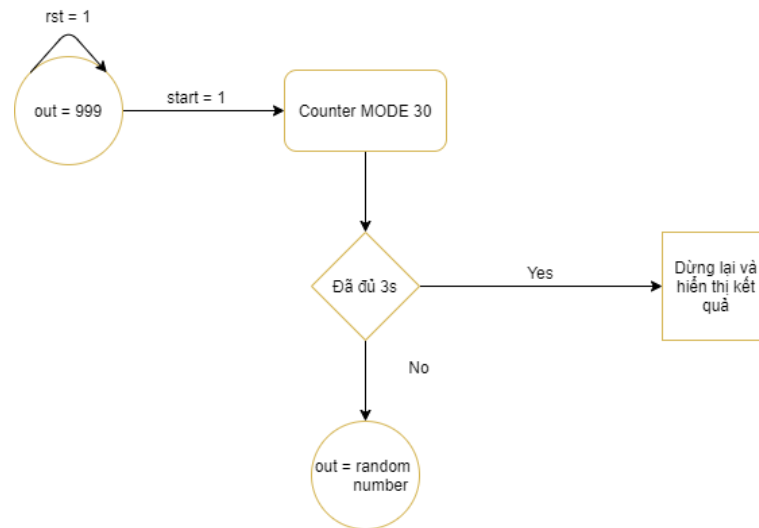 rst = 1
out = 999
start = 1
Counter MODE 30
Đã đủ 3s
Yes
Dừng lại và
hiển thị kết
quả
No
out = random
number